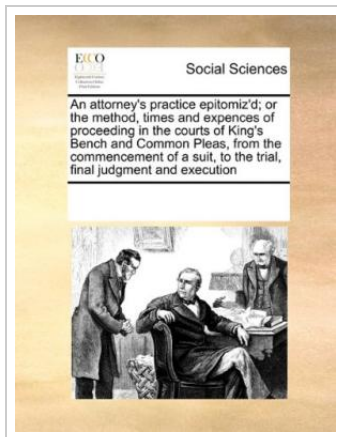 ECCO
Social Sciences
An attorney's practice epitomiz'd; or
the method, times and expences of
proceeding in the courts of King's
Bench and Common Pleas, from the
commencement of a suit, to the trial,
final judgment and execution